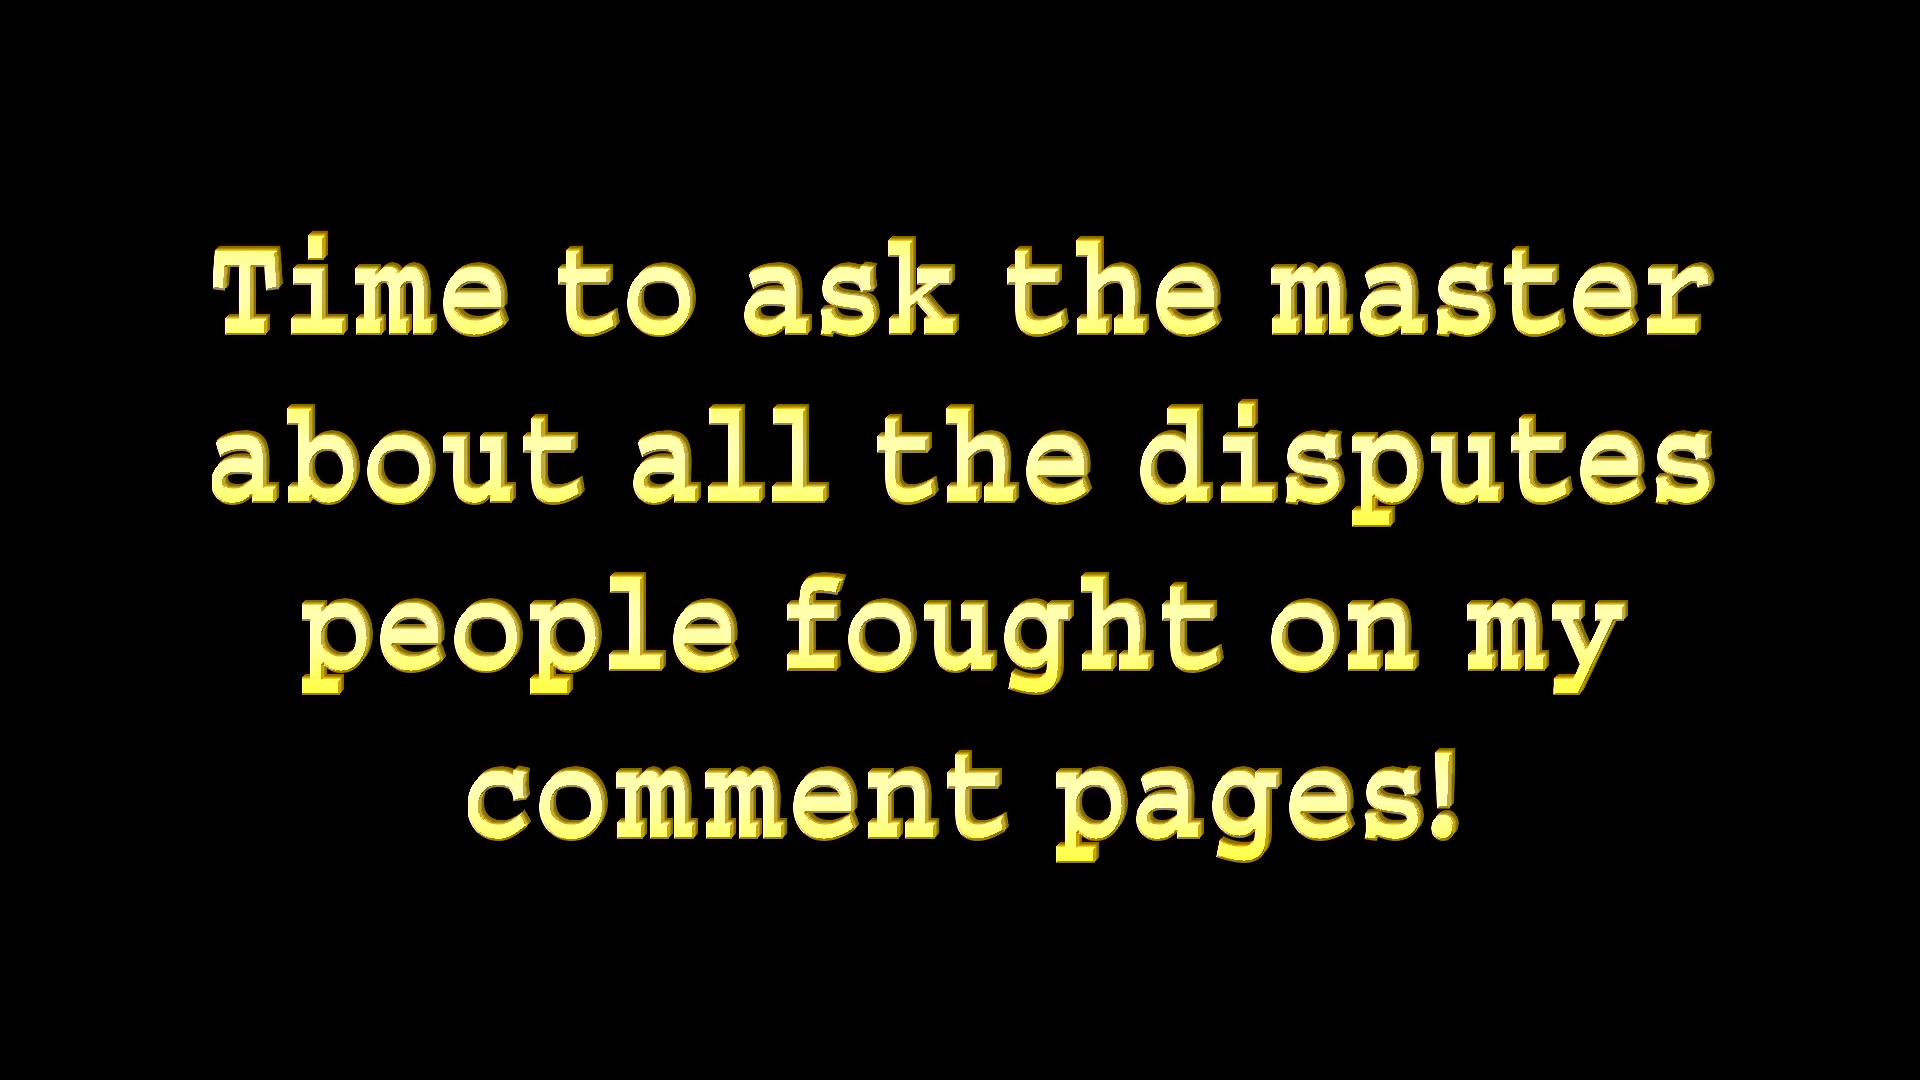 Time to ask the master
about all the disputes
people fought on my
comment pages!